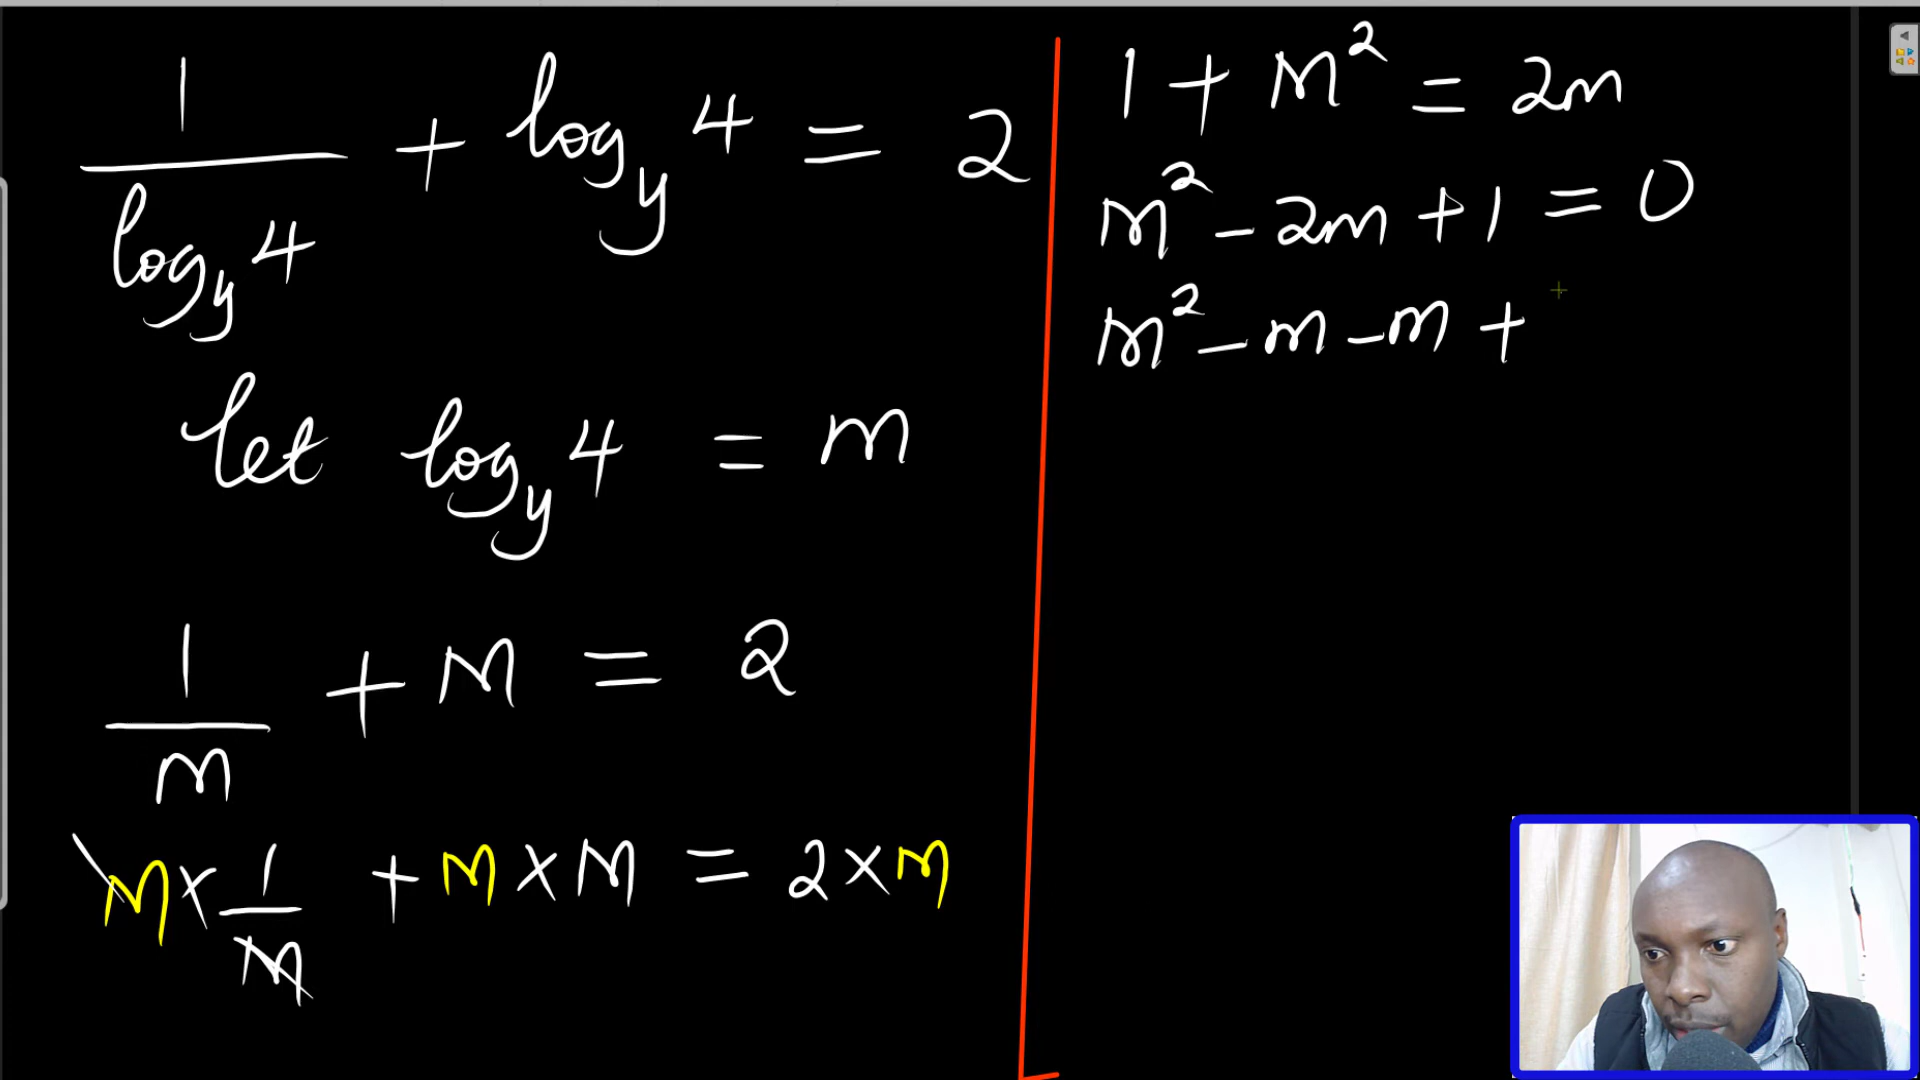 1/log_y 4 + log_y 4 = 2
let log_y 4 = m
1/m + m = 2
m × 1/m + m × m = 2 × m
1 + m² = 2m
m² - 2m + 1 = 0
m² - m - m +